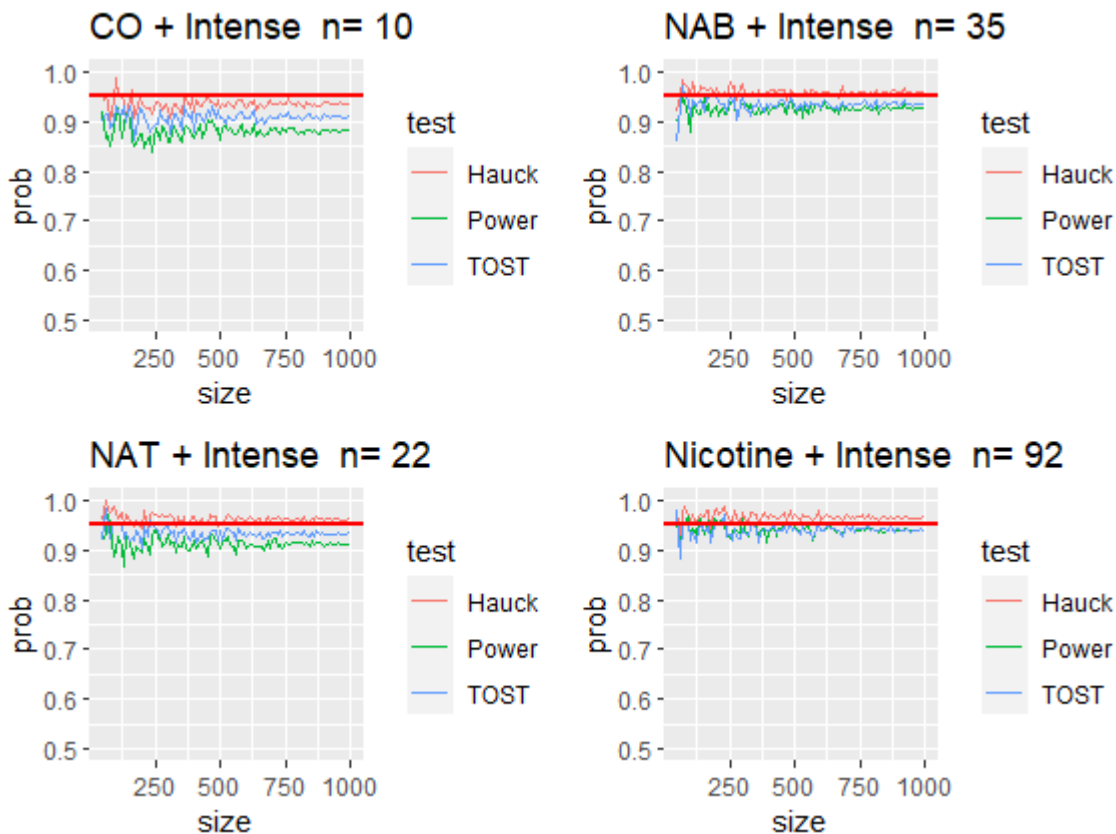 CO + Intense  n= 10
1.0
0.9
0.8
0.7
0.6
0.5
prob
250 500 750 1000
size
test
Hauck
Power
TOST
NAB + Intense  n= 35
1.0
0.9
0.8
0.7
0.6
0.5
prob
250 500 750 1000
size
test
Hauck
Power
TOST
NAT + Intense  n= 22
1.0
0.9
0.8
0.7
0.6
0.5
prob
250 500 750 1000
size
test
Hauck
Power
TOST
Nicotine + Intense  n= 92
1.0
0.9
0.8
0.7
0.6
0.5
prob
250 500 750 1000
size
test
Hauck
Power
TOST